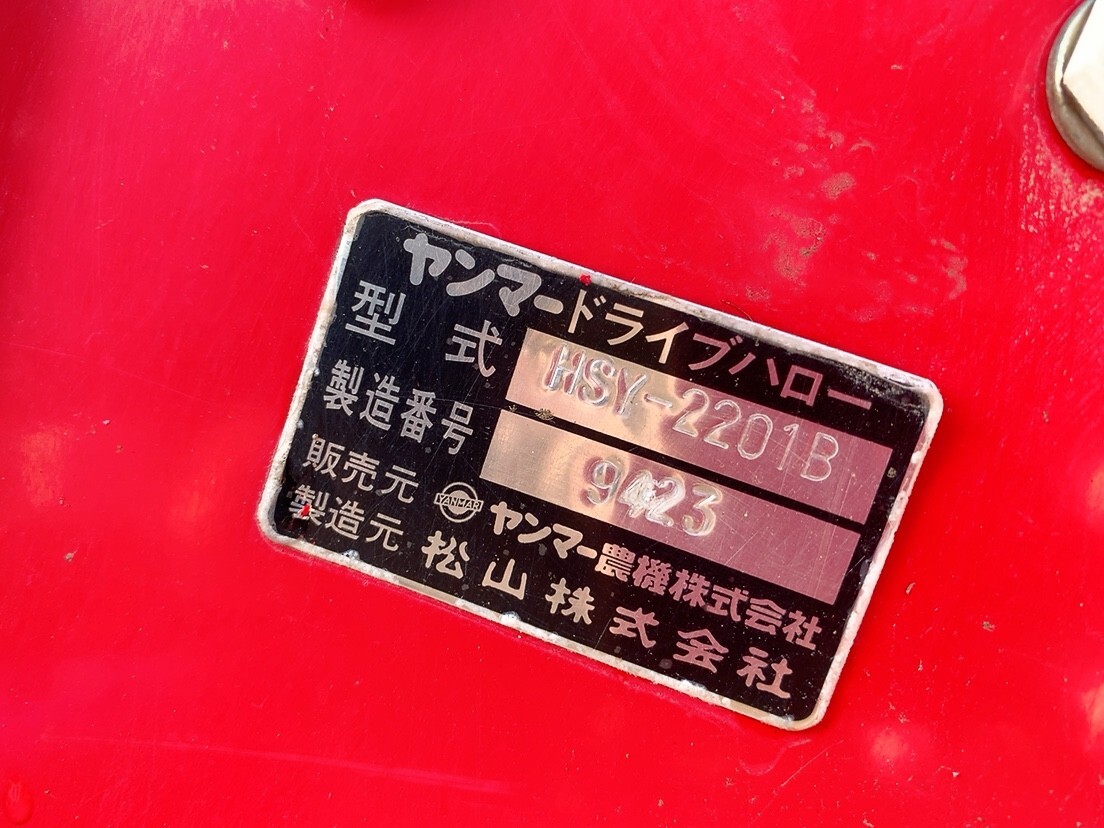 ヤンマードライブハロー
型式 HSY-2201B
製造番号 9423
販売元 YANMAR ヤンマー農機株式会社
製造元 松山株式会社